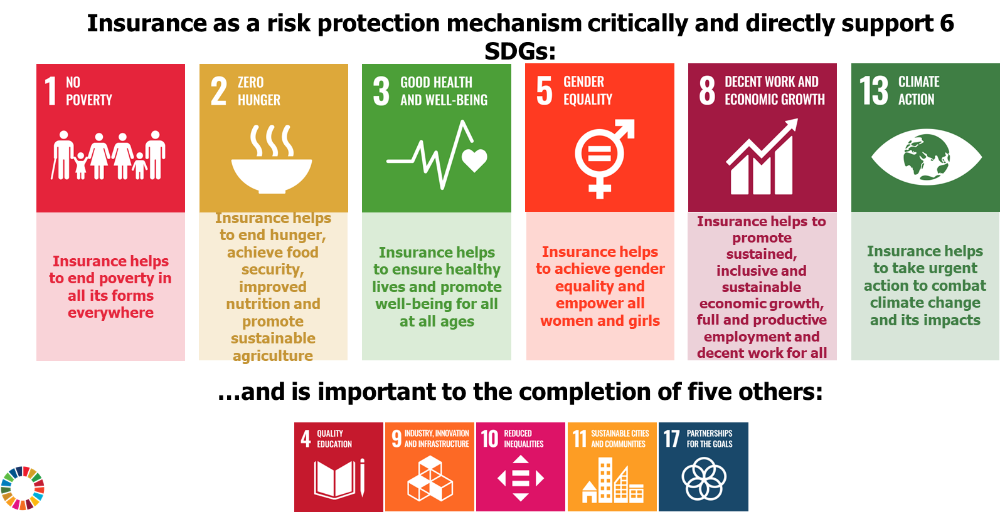 Insurance as a risk protection mechanism critically and directly support 6
SDGs:
1 NO
POVERTY
Insurance helps
to end poverty in
all its forms
everywhere
2 ZERO
HUNGER
Insurance helps
to end hunger,
achieve food
security,
improved
nutrition and
promote
sustainable
agriculture
3 GOOD HEALTH
AND WELL-BEING
Insurance helps
to ensure healthy
lives and promote
well-being for all
at all ages
5 GENDER
EQUALITY
Insurance helps
to achieve gender
equality and
empower all
women and girls
8 DECENT WORK AND
ECONOMIC GROWTH
Insurance helps to
promote
sustained,
inclusive and
sustainable
economic growth,
full and productive
employment and
decent work for all
13 CLIMATE
ACTION
Insurance helps
to take urgent
action to combat
climate change
and its impacts
...and is important to the completion of five others:
4 QUALITY
EDUCATION
9 INDUSTRY, INNOVATION
AND INFRASTRUCTURE
10 REDUCED
INEQUALITIES
11 SUSTAINABLE CITIES
AND COMMUNITIES
17 PARTNERSHIPS
FOR THE GOALS